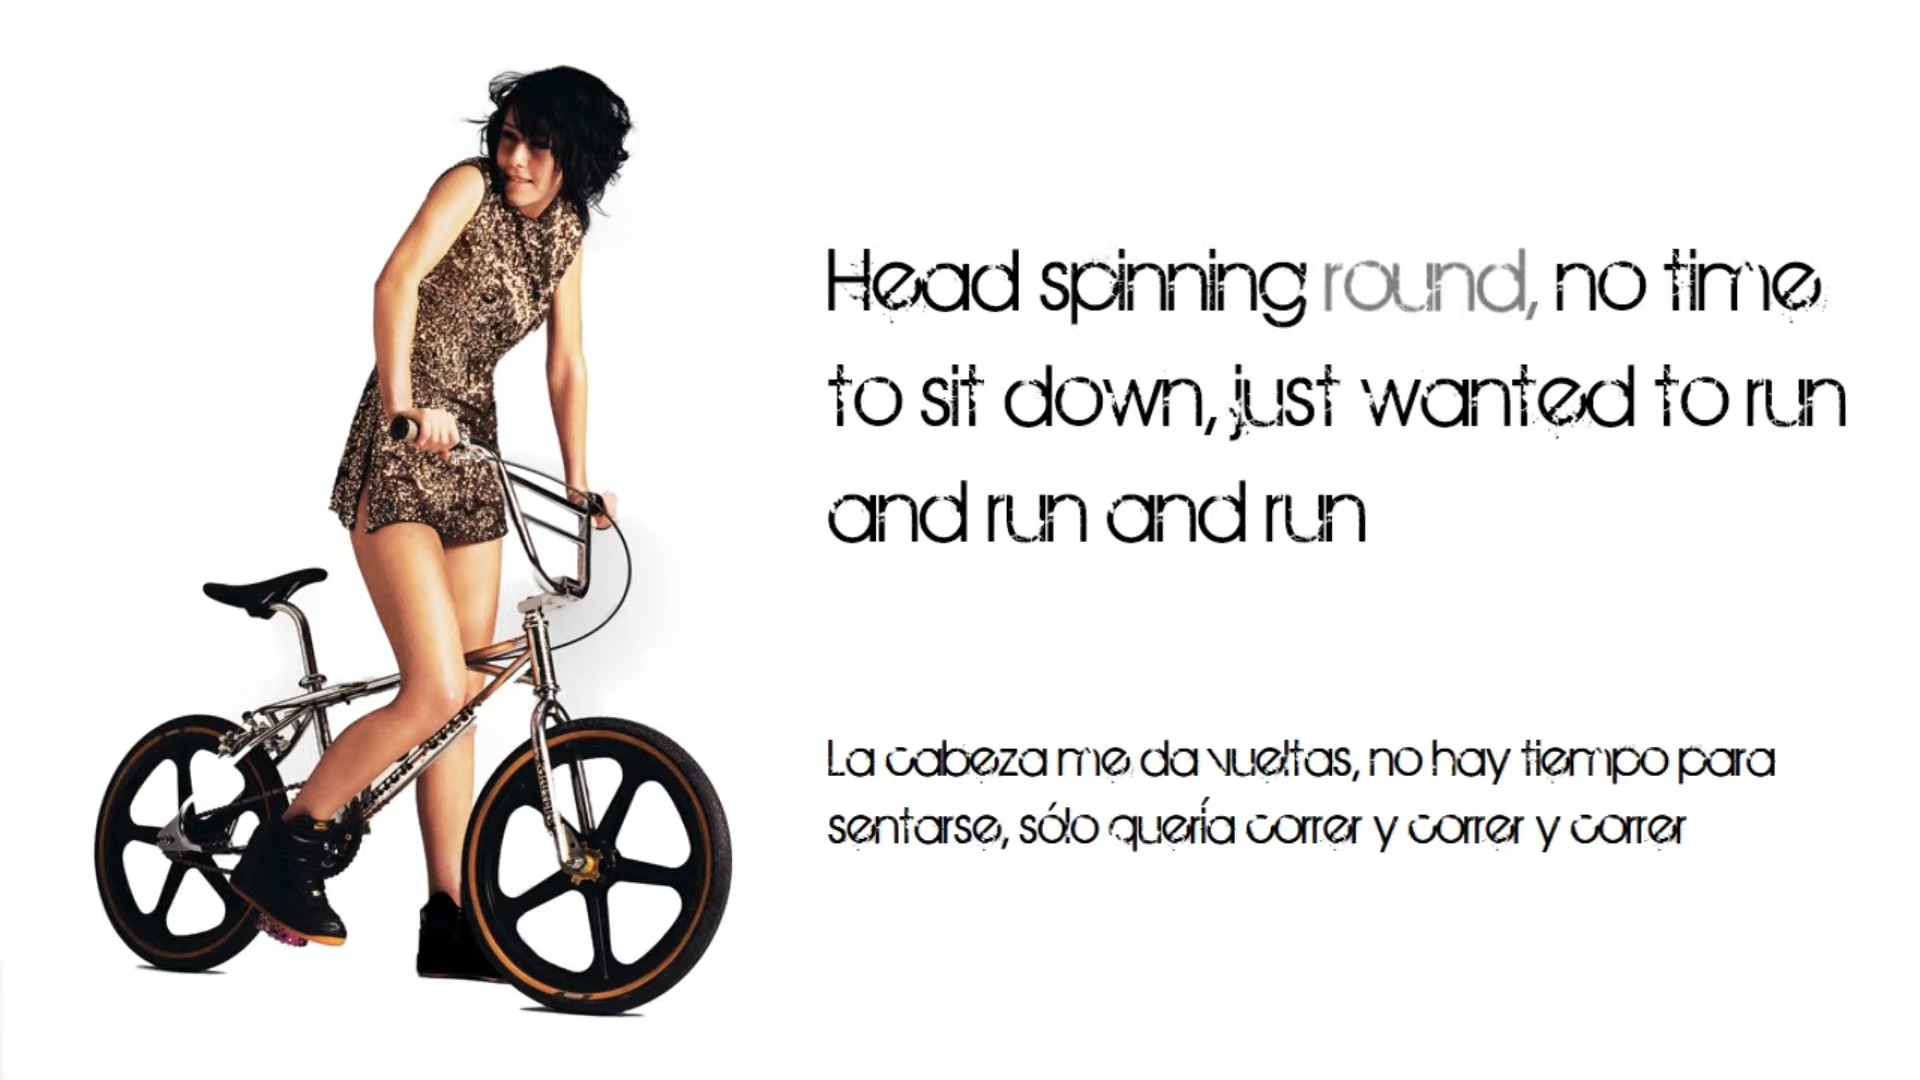 Head spinning round, no time
to sit down, just wanted to run
and run and run
La cabeza me da vueltas, no hay tiempo para
sentarse, sólo quería correr y correr y correr